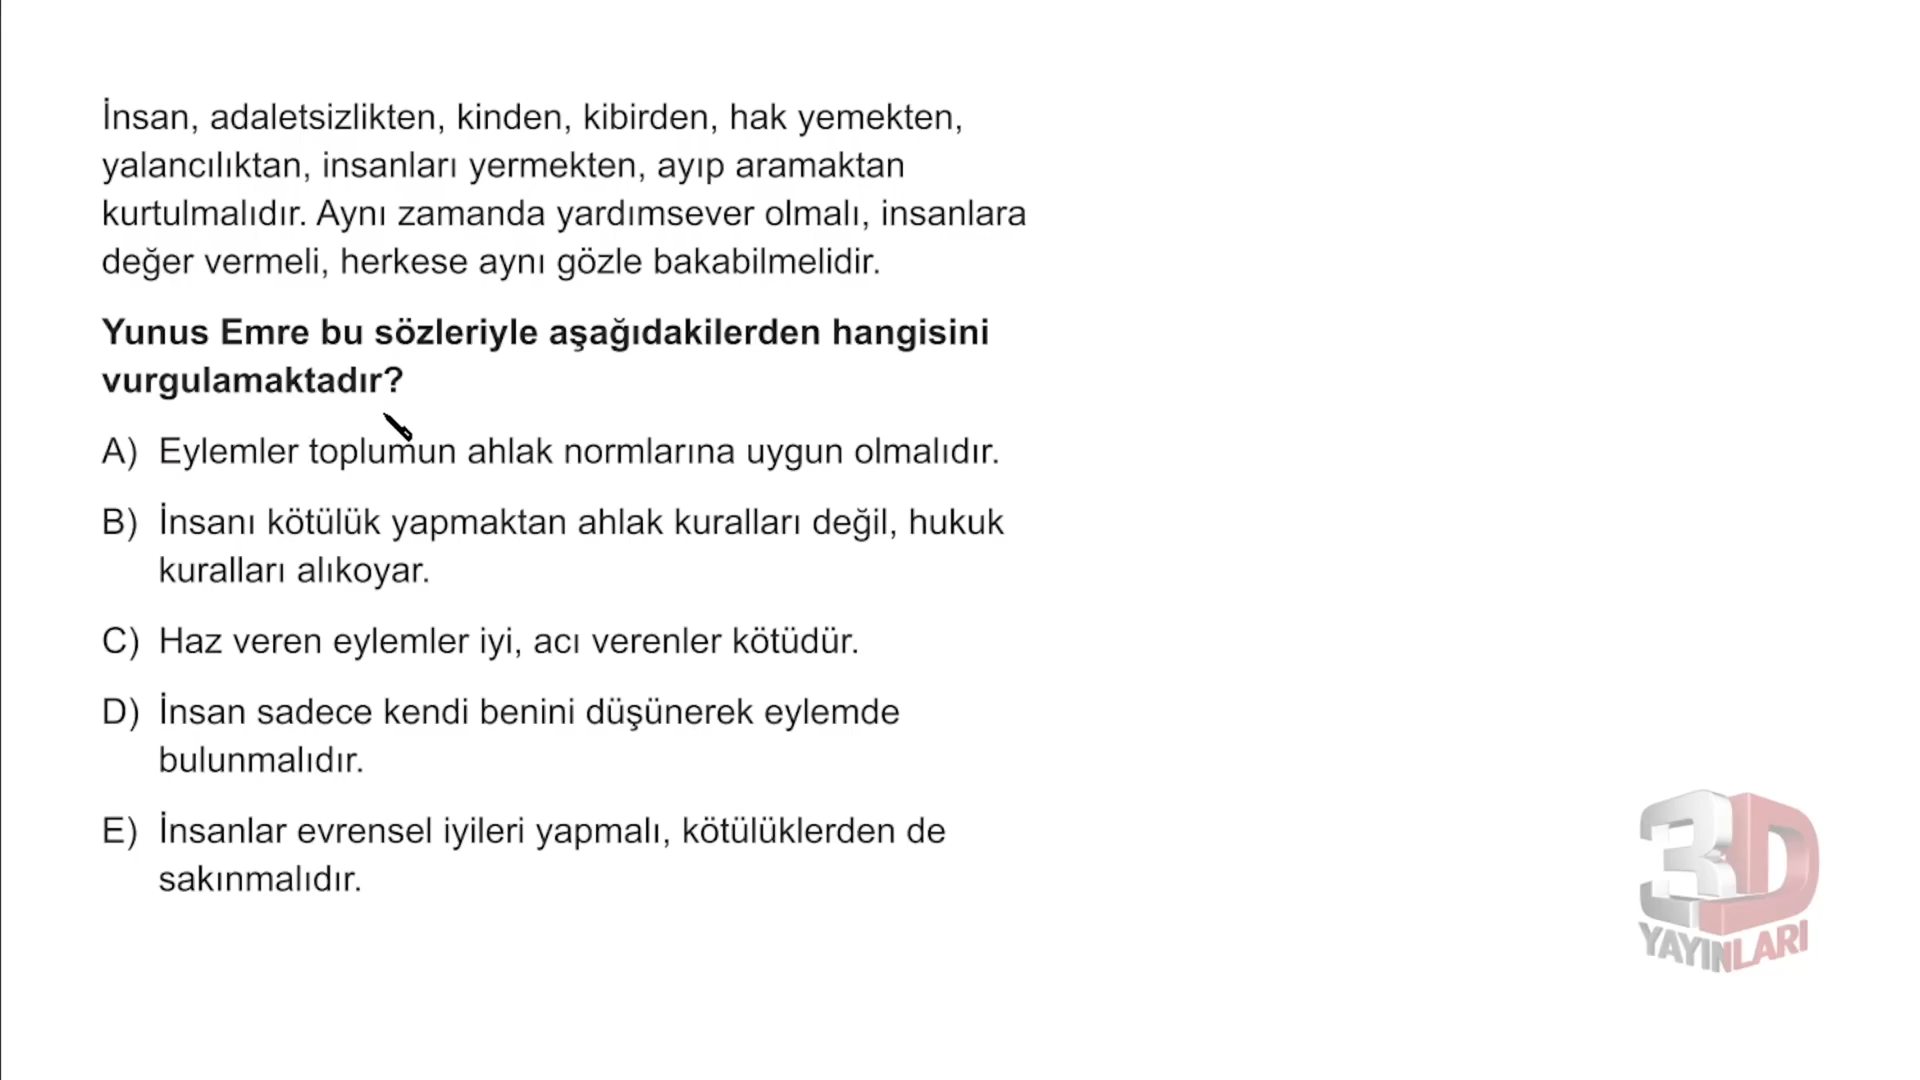 İnsan, adaletsizlikten, kinden, kibirden, hak yemekten,
yalancılıktan, insanları yermekten, ayıp aramaktan
kurtulmalıdır. Aynı zamanda yardımsever olmalı, insanlara
değer vermeli, herkese aynı gözle bakabilmelidir.
Yunus Emre bu sözleriyle aşağıdakilerden hangisini
vurgulamaktadır?
A) Eylemler toplumun ahlak normlarına uygun olmalıdır.
B) İnsanı kötülük yapmaktan ahlak kuralları değil, hukuk
kuralları alıkoyar.
C) Haz veren eylemler iyi, acı verenler kötüdür.
D) İnsan sadece kendi benini düşünerek eylemde
bulunmalıdır.
E) İnsanlar evrensel iyileri yapmalı, kötülüklerden de
sakınmalıdır.
3D
YAYINLARI